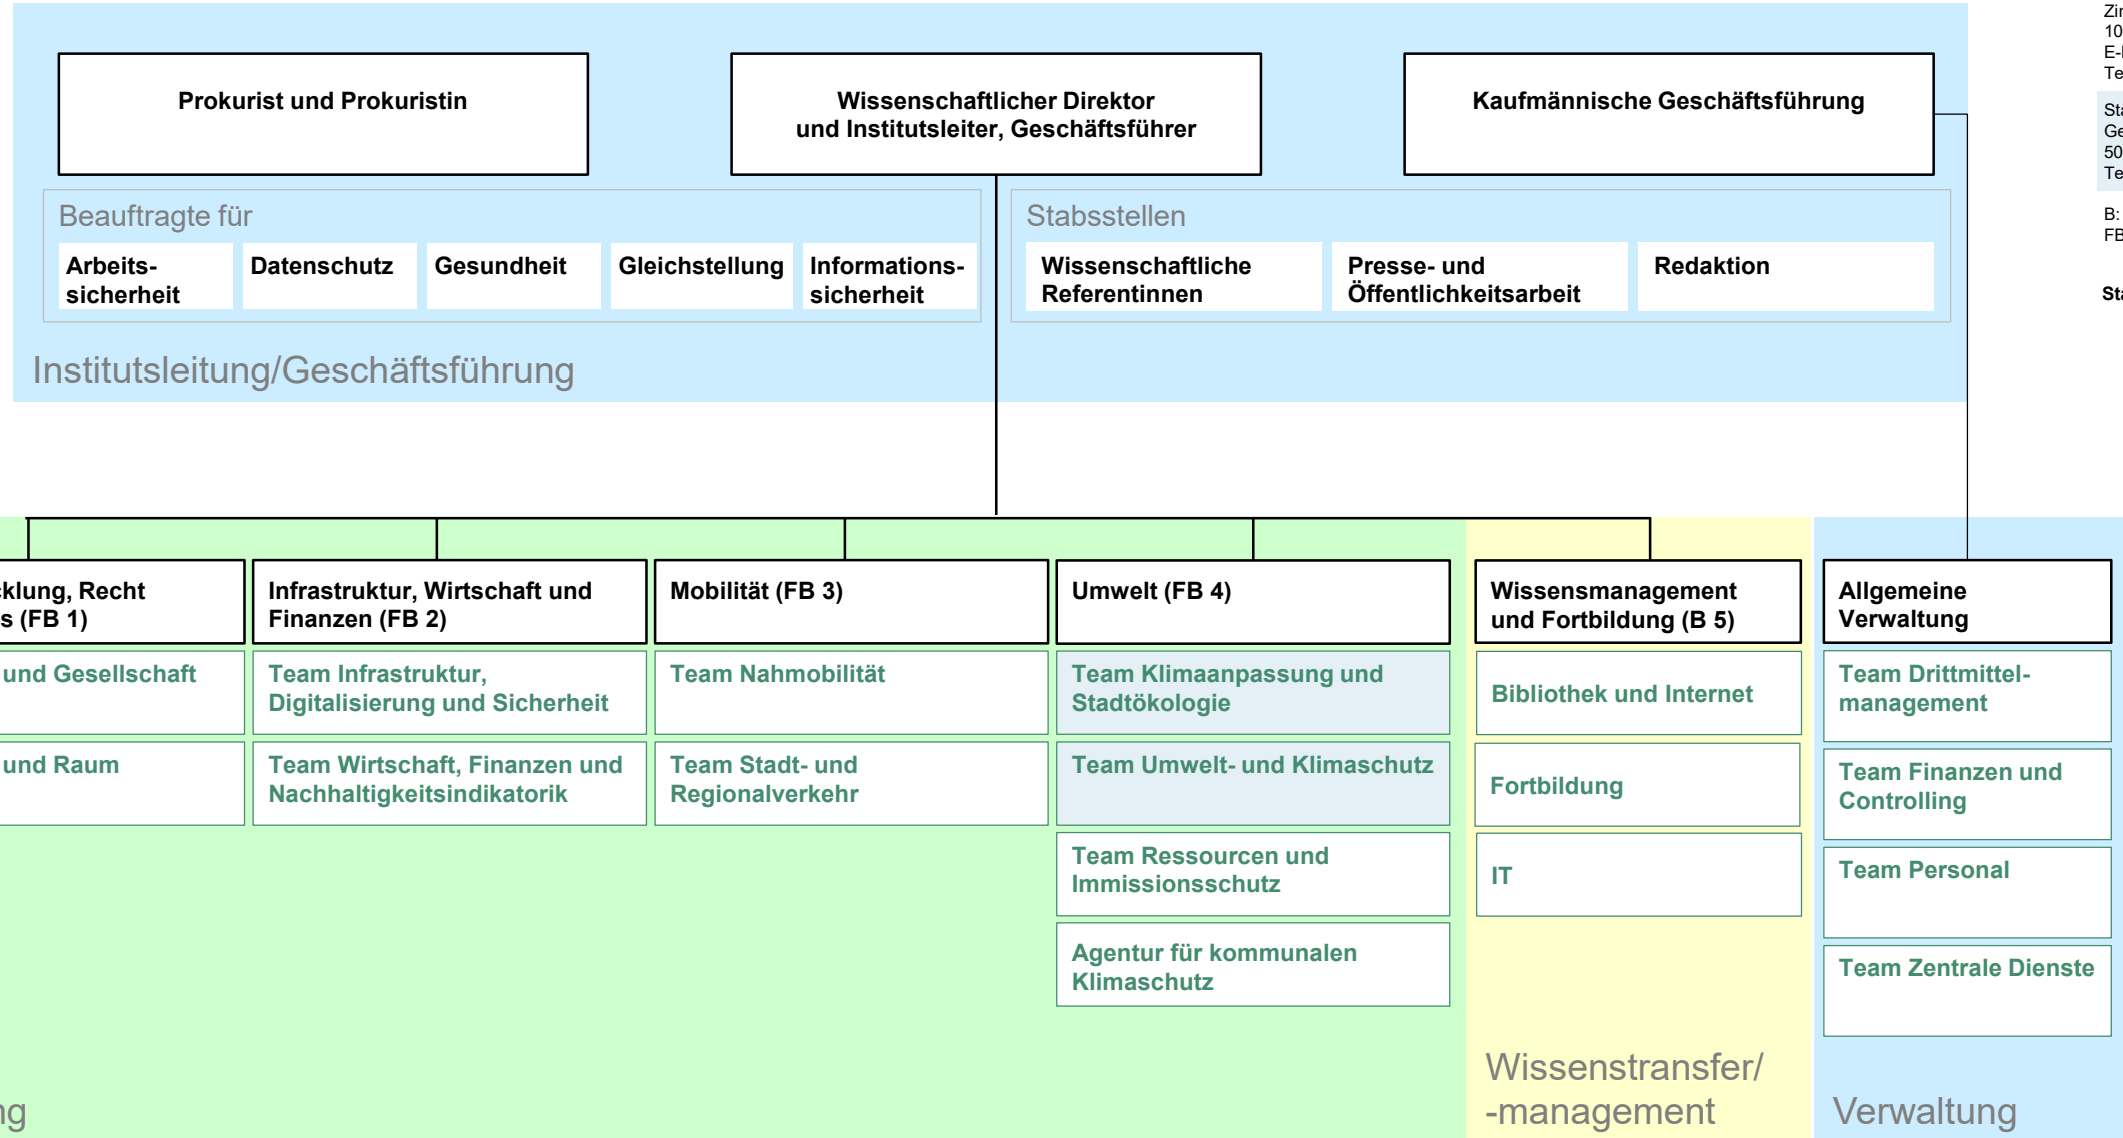 Prokurist und Prokuristin
Wissenschaftlicher Direktor
und Institutsleiter, Geschäftsführer
Kaufmännische Geschäftsführung
Beauftragte für
Arbeits-
sicherheit
Datenschutz
Gesundheit
Gleichstellung
Informations-
sicherheit
Stabsstellen
Wissenschaftliche
Referentinnen
Presse- und
Öffentlichkeitsarbeit
Redaktion
Institutsleitung/Geschäftsführung
10
50
B:
Recht
(FB 1)
und Gesellschaft
und Raum
Infrastruktur, Wirtschaft und
Finanzen (FB 2)
Team Infrastruktur,
Digitalisierung und Sicherheit
Team Wirtschaft, Finanzen und
Nachhaltigkeitsindikatorik
Mobilität (FB 3)
Team Nahmobilität
Team Stadt- und
Regionalverkehr
Umwelt (FB 4)
Team Klimaanpassung und
Stadtökologie
Team Umwelt- und Klimaschutz
Team Ressourcen und
Immissionsschutz
Agentur für kommunalen
Klimaschutz
Wissensmanagement
und Fortbildung (B 5)
Bibliothek und Internet
Fortbildung
IT
Wissenstransfer/
-management
Allgemeine
Verwaltung
Team Drittmittel-
management
Team Finanzen und
Controlling
Team Personal
Team Zentrale Dienste
Verwaltung